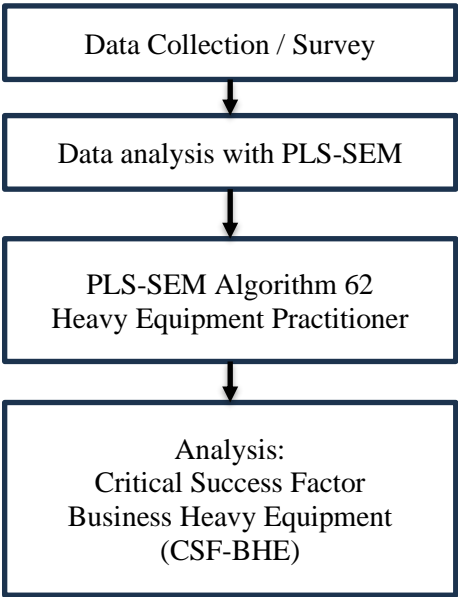 Data Collection / Survey
Data analysis with PLS-SEM
PLS-SEM Algorithm 62
Heavy Equipment Practitioner
Analysis:
Critical Success Factor
Business Heavy Equipment
(CSF-BHE)